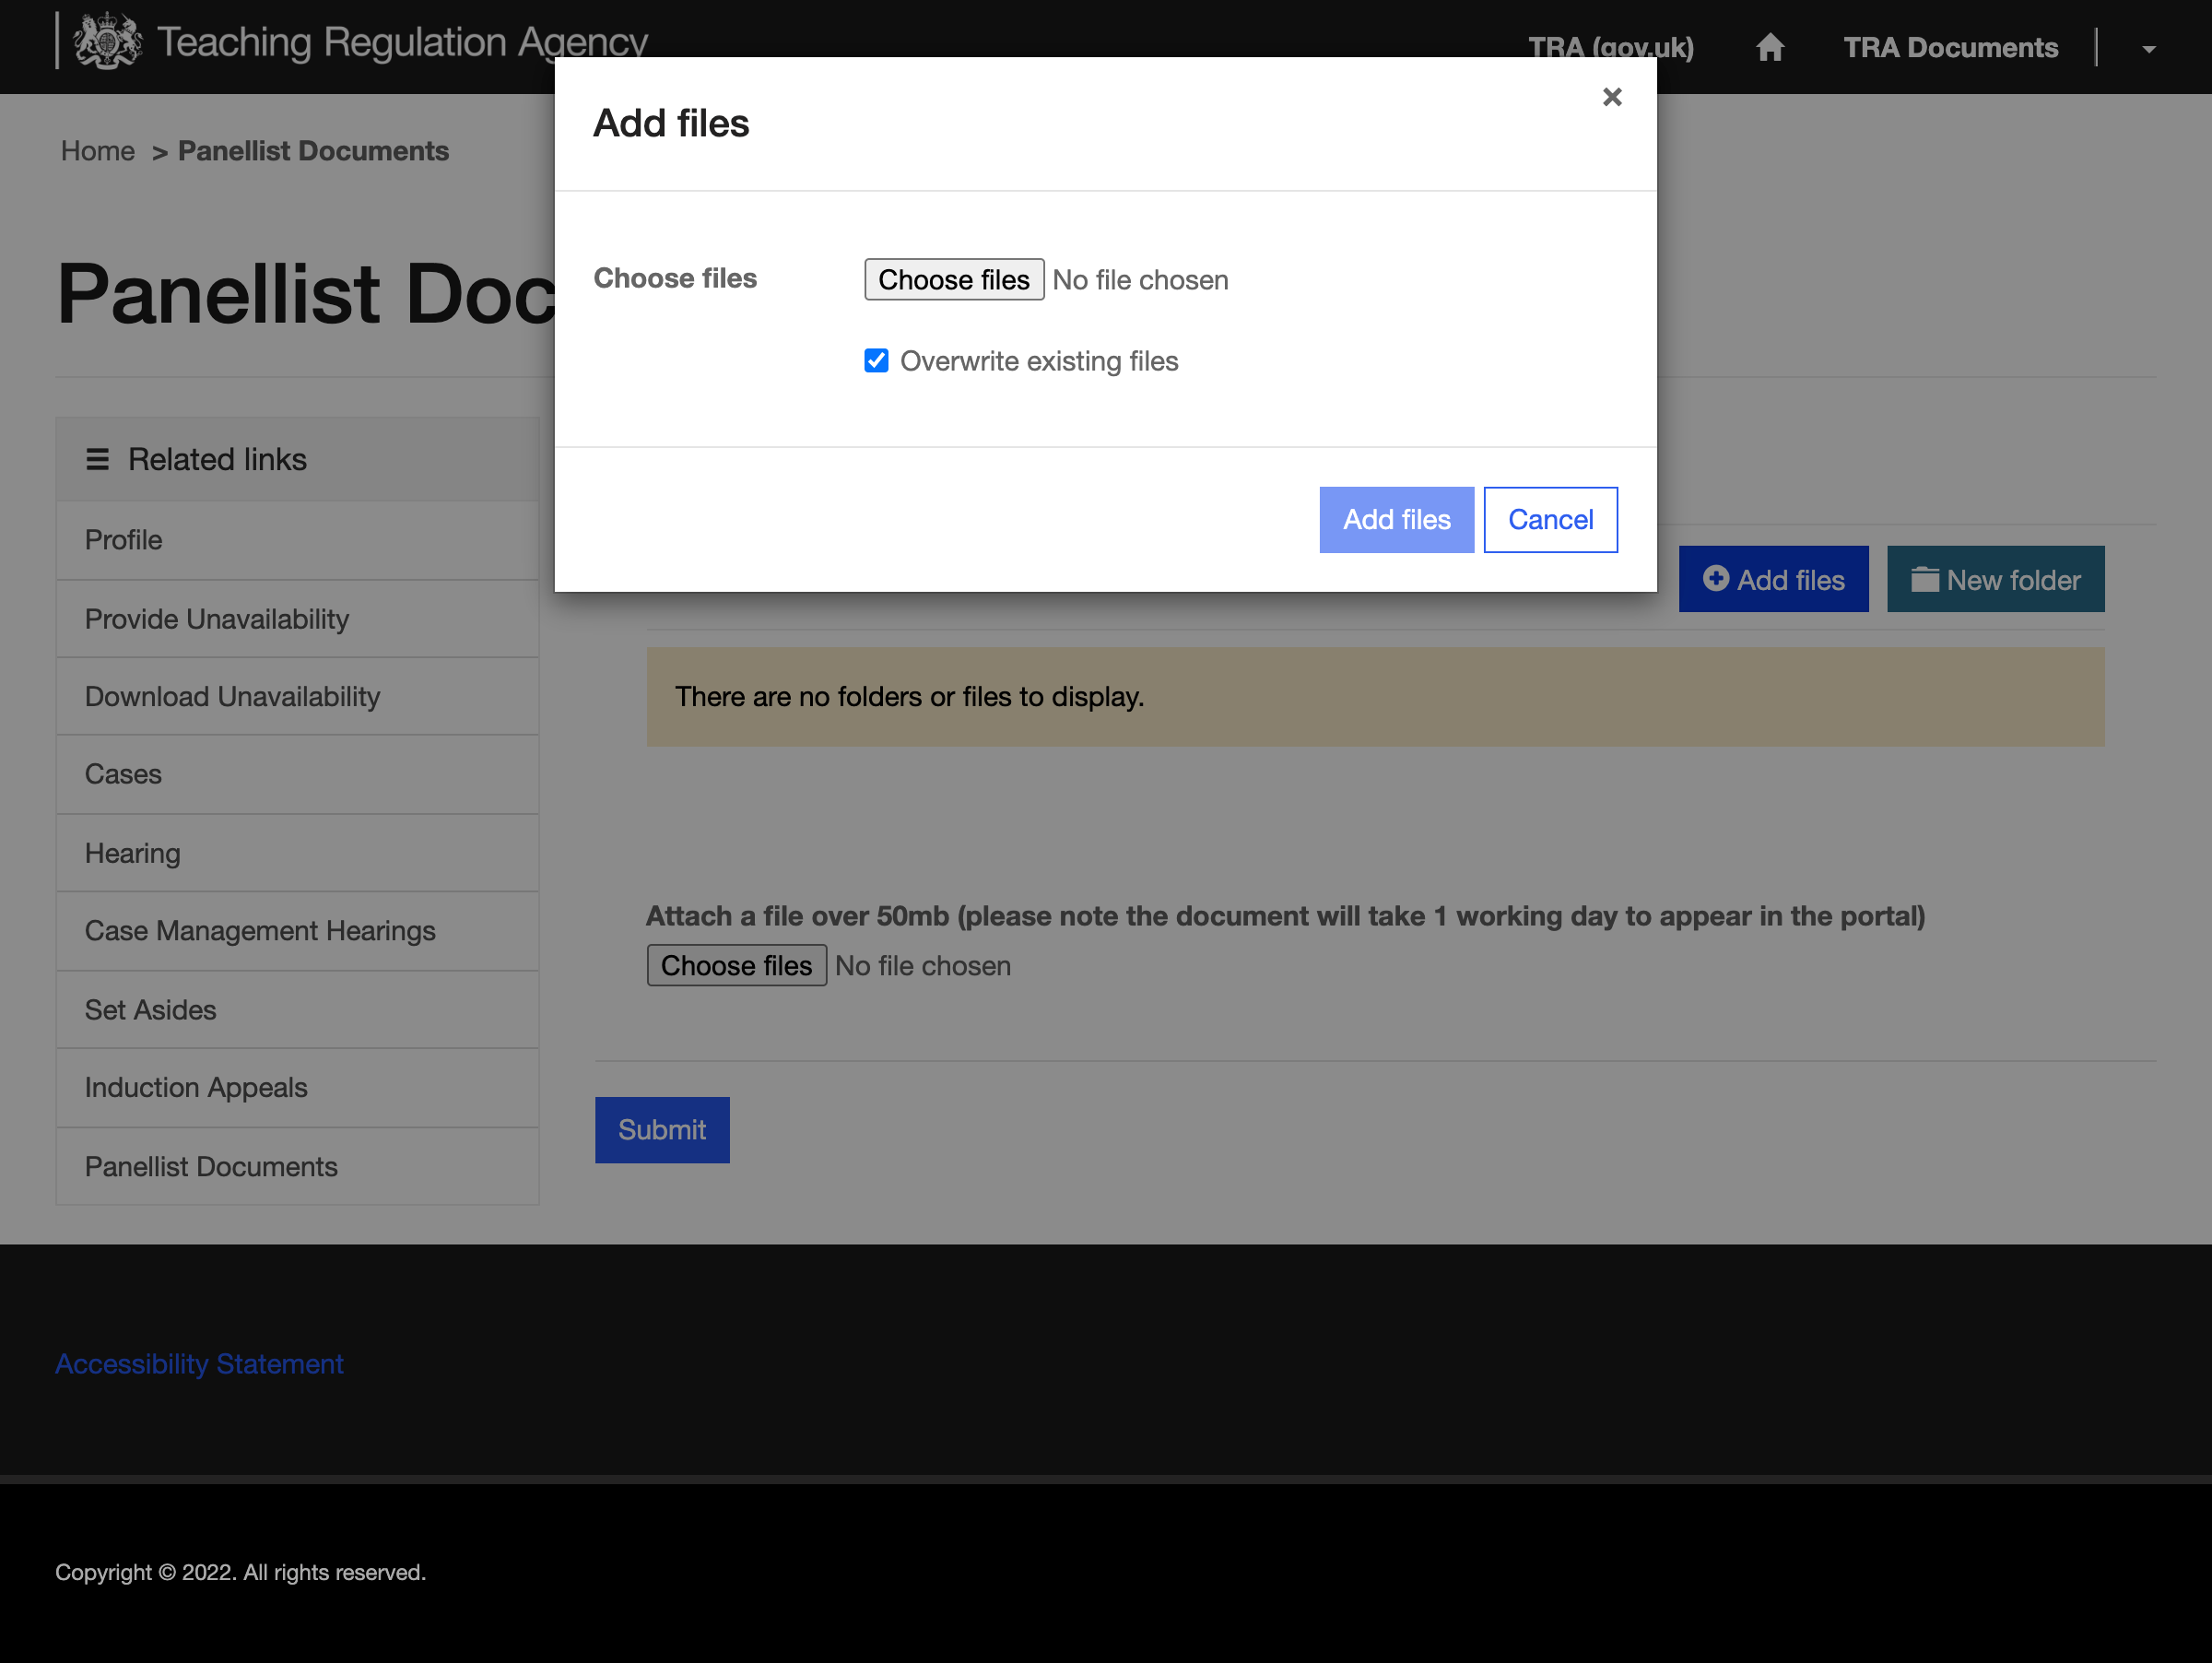 Teaching Regulation Agency
TRA (gov.uk)
TRA Documents
Home > Panellist Documents
Panellist Doc
Add files
×
Choose files
Choose files No file chosen
Overwrite existing files
Add files
Cancel
Related links
Profile
Provide Unavailability
Download Unavailability
Cases
Hearing
Case Management Hearings
Set Asides
Induction Appeals
Panellist Documents
Add files
New folder
There are no folders or files to display.
Attach a file over 50mb (please note the document will take 1 working day to appear in the portal)
Choose files No file chosen
Submit
Accessibility Statement
Copyright © 2022. All rights reserved.